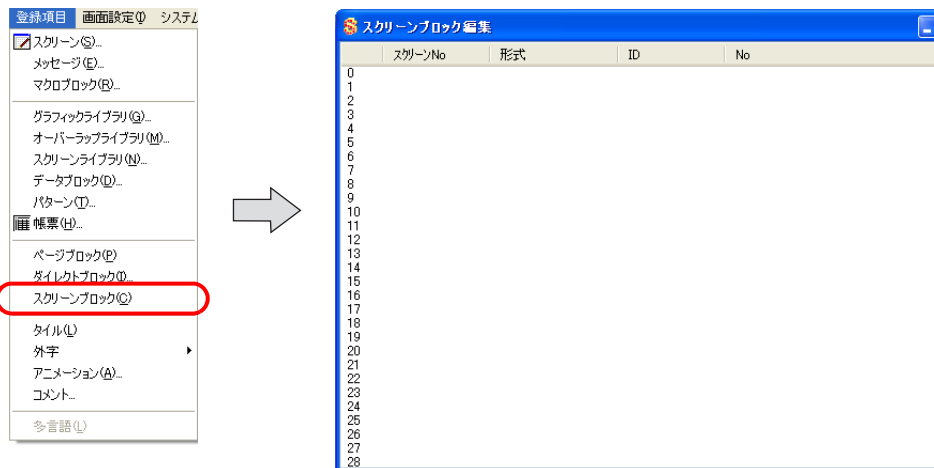 登録項目 画面設定(I) システム
スクリーン(S)...
メッセージ(E)...
マクロブロック(R)...
グラフィックライブラリ(G)...
オーバーラップライブラリ(M)...
スクリーンライブラリ(N)...
データブロック(D)...
パターン(T)...
帳票(H)...
ページブロック(P)
ダイレクトブロック(I)...
スクリーンブロック(C)
タイル(L)
外字
アニメーション(A)...
コメント...
多言語(L)
スクリーンブロック編集
スクリーンNo 形式 ID No
0
1
2
3
4
5
6
7
8
9
10
11
12
13
14
15
16
17
18
19
20
21
22
23
24
25
26
27
28